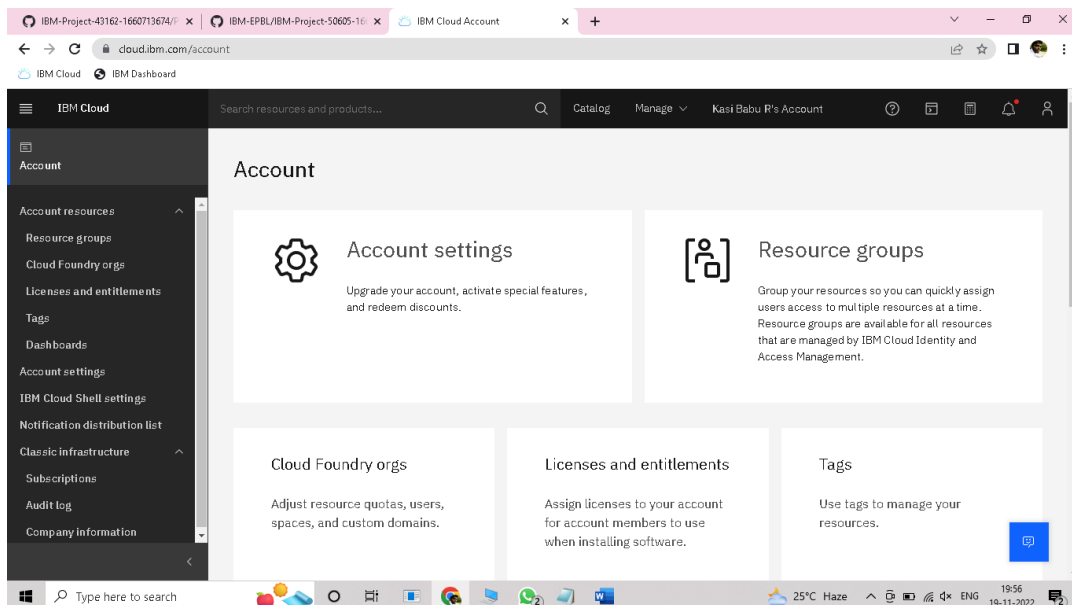 IBM-Project-43162-1660713674/F
IBM-EPBL/IBM-Project-50605-16
IBM Cloud Account
cloud.ibm.com/account
IBM Cloud
IBM Dashboard
IBM Cloud
Search resources and products...
Catalog
Manage
Kasi Babu R's Account
Account
Account resources
Resource groups
Cloud Foundry orgs
Licenses and entitlements
Tags
Dashboards
Account settings
IBM Cloud Shell settings
Notification distribution list
Classic infrastructure
Subscriptions
Audit log
Company information
Account
Account settings
Upgrade your account, activate special features,
and redeem discounts.
Resource groups
Group your resources so you can quickly assign
users access to multiple resources at a time.
Resource groups are available for all resources
that are managed by IBM Cloud Identity and
Access Management.
Cloud Foundry orgs
Adjust resource quotas, users,
spaces, and custom domains.
Licenses and entitlements
Assign licenses to your account
for account members to use
when installing software.
Tags
Use tags to manage your
resources.
Type here to search
25°C Haze
ENG
19:56
19-11-2022
2
2